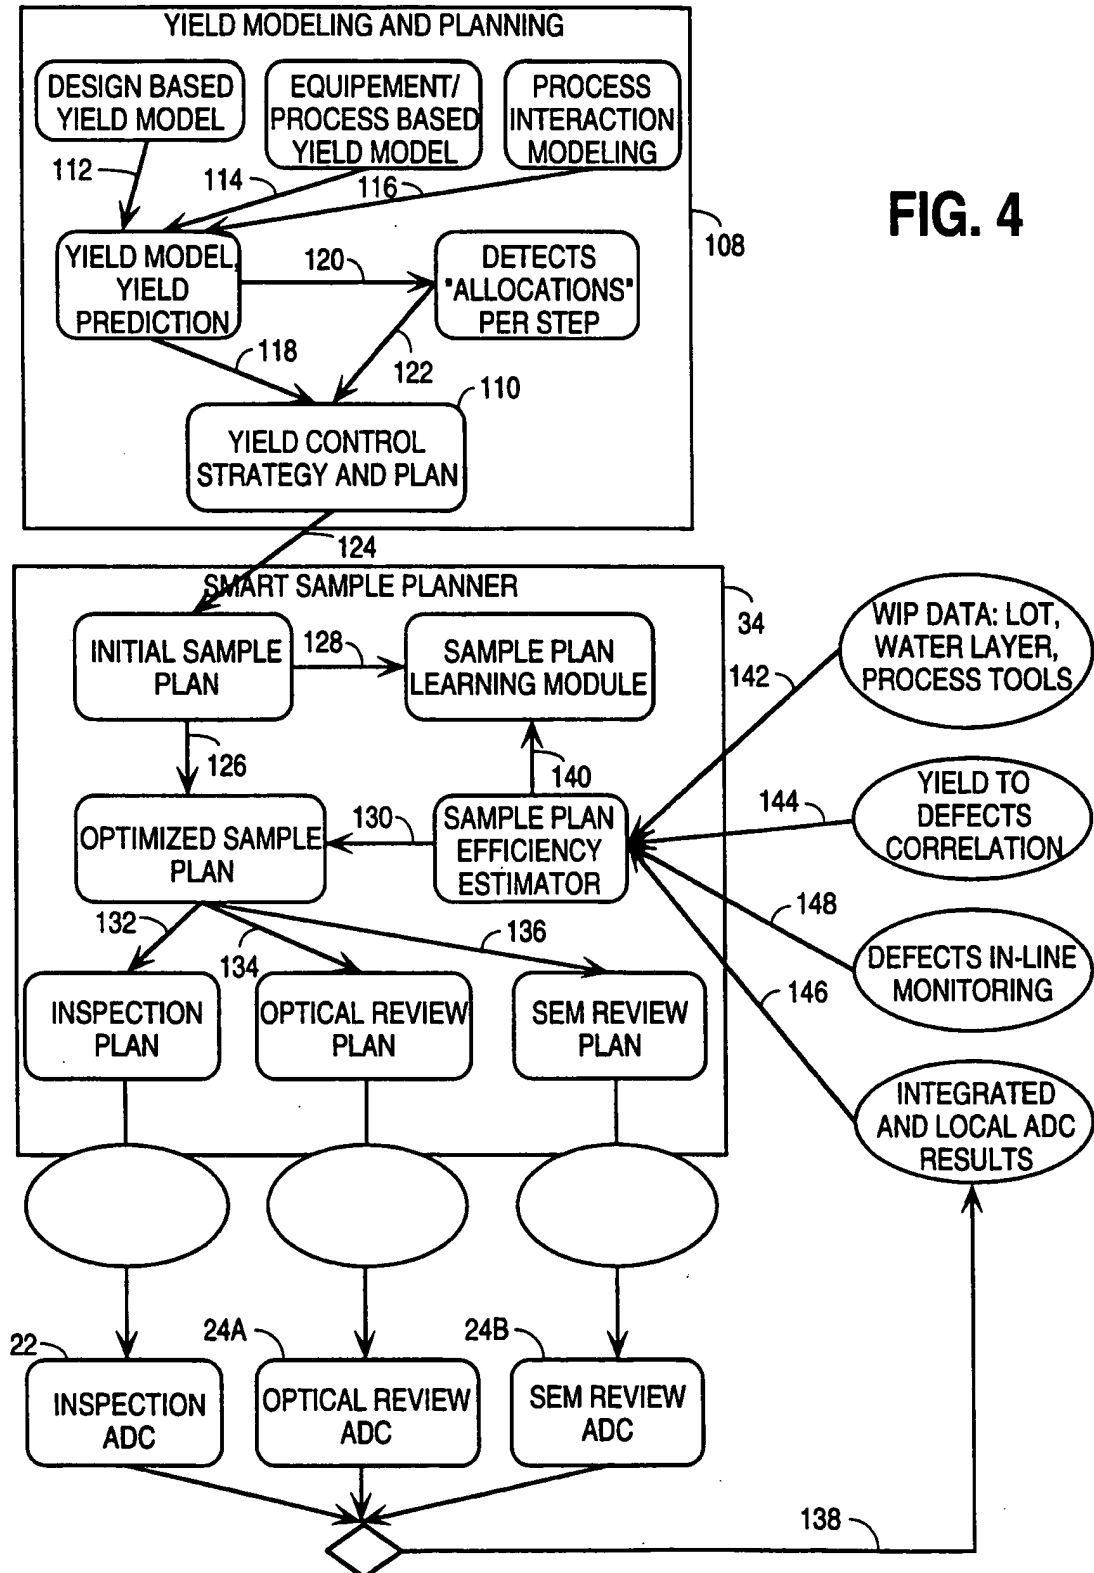 YIELD MODELING AND PLANNING
DESIGN BASED
YIELD MODEL
EQUIPEMENT/
PROCESS BASED
YIELD MODEL
PROCESS
INTERACTION
MODELING
112
114
116
FIG. 4
108
YIELD MODEL,
YIELD
PREDICTION
120
DETECTS
"ALLOCATIONS"
PER STEP
118
122
110
YIELD CONTROL
STRATEGY AND PLAN
124
SMART SAMPLE PLANNER
34
INITIAL SAMPLE
PLAN
128
SAMPLE PLAN
LEARNING MODULE
142
WIP DATA: LOT,
WATER LAYER,
PROCESS TOOLS
126
140
OPTIMIZED SAMPLE
PLAN
130
SAMPLE PLAN
EFFICIENCY
ESTIMATOR
144
YIELD TO
DEFECTS
CORRELATION
132
134
136
148
DEFECTS IN-LINE
MONITORING
146
INSPECTION
PLAN
OPTICAL REVIEW
PLAN
SEM REVIEW
PLAN
INTEGRATED
AND LOCAL ADC
RESULTS
22
24A
24B
INSPECTION
ADC
OPTICAL REVIEW
ADC
SEM REVIEW
ADC
138